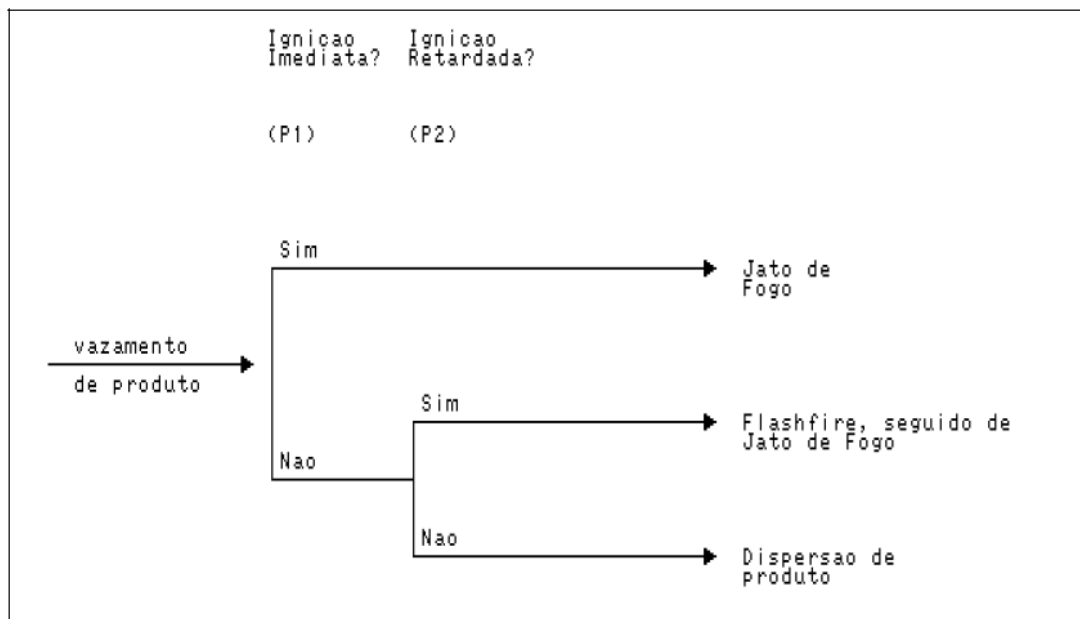 Ignicao Ignicao
Imediata? Retardada?
(P1) (P2)
Sim
Jato de
Fogo
vazamento
de produto
Sim
Flashfire, seguido de
Jato de Fogo
Nao
Nao
Dispersao de
produto